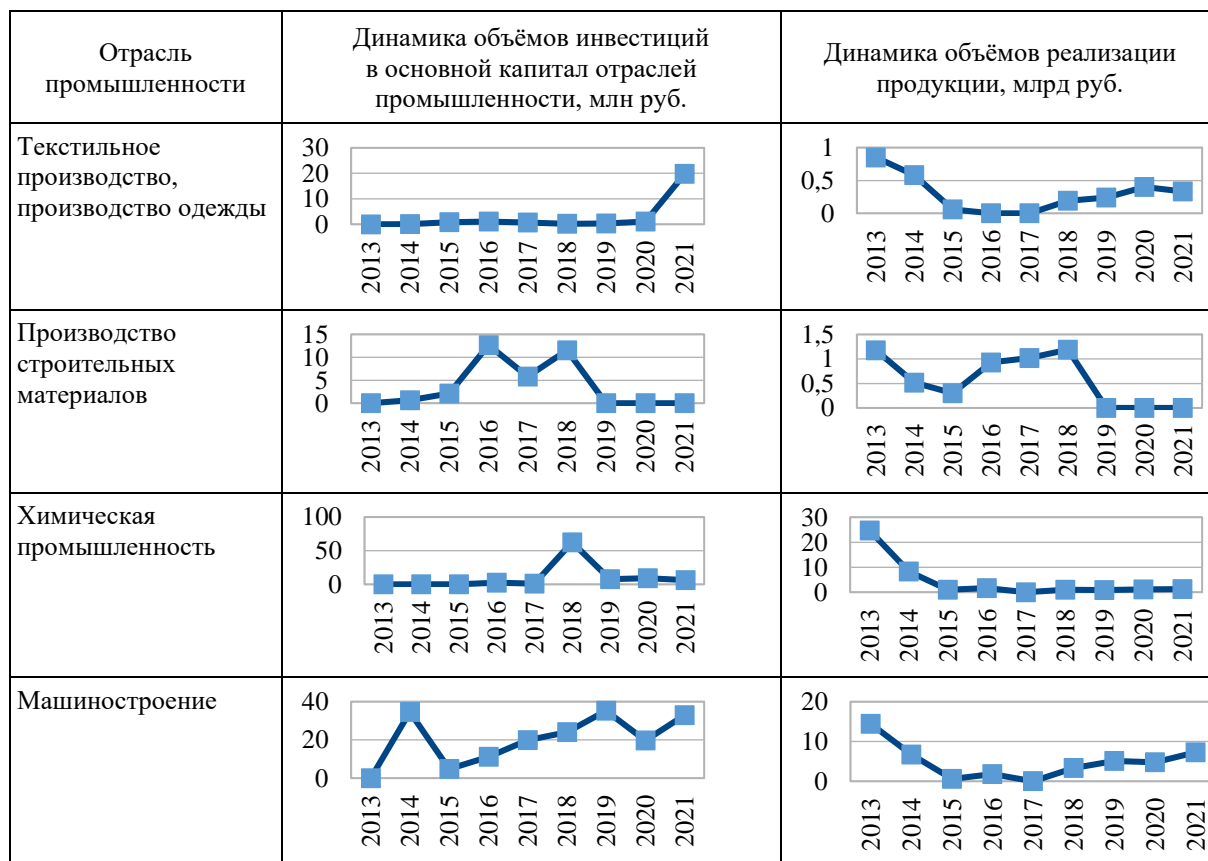 Отрасль
промышленности
Динамика объёмов инвестиций
в основной капитал отраслей
промышленности, млн руб.
Динамика объёмов реализации
продукции, млрд руб.
Текстильное
производство,
производство одежды
30
20
10
0
2013 2014 2015 2016 2017 2018 2019 2020 2021
1
0,5
0
2013 2014 2015 2016 2017 2018 2019 2020 2021
Производство
строительных
материалов
15
10
5
0
2013 2014 2015 2016 2017 2018 2019 2020 2021
1,5
1
0,5
0
2013 2014 2015 2016 2017 2018 2019 2020 2021
Химическая
промышленность
100
50
0
2013 2014 2015 2016 2017 2018 2019 2020 2021
30
20
10
0
2013 2014 2015 2016 2017 2018 2019 2020 2021
Машиностроение
40
20
0
2013 2014 2015 2016 2017 2018 2019 2020 2021
20
10
0
2013 2014 2015 2016 2017 2018 2019 2020 2021